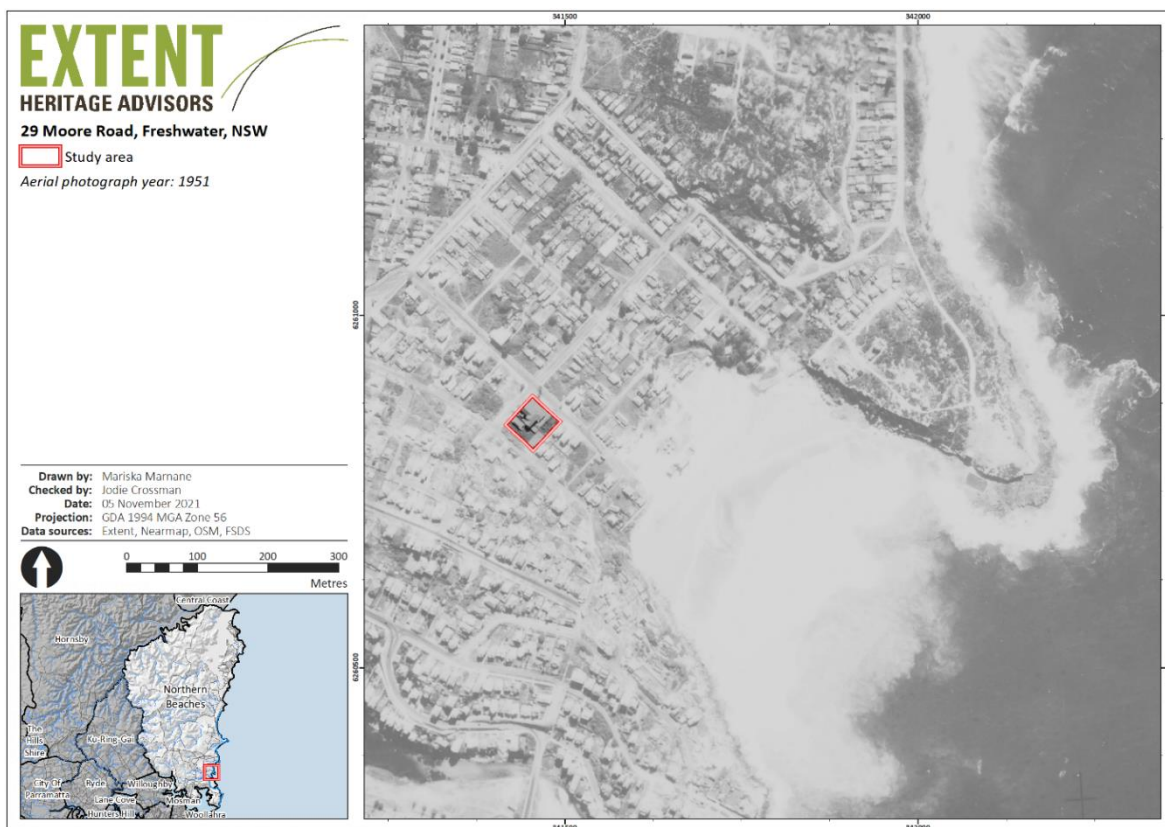 EXTENT
HERITAGE ADVISORS
29 Moore Road, Freshwater, NSW
Study area
Aerial photograph year: 1951
Drawn by: Mariska Marnane
Checked by: Jodie Crossman
Date: 05 November 2021
Projection: GDA 1994 MGA Zone 56
Data sources: Extent, Nearmap, OSM, FSDS
0 100 200 300
Metres
Central Coast
Hornsby
Northern
Beaches
The
Hills
Shire
Ku-Ring-Gai
City Of
Parramatta
Ryde
Willoughby
Lane Cove
Mosman
Hunters Hill
Woollahra
341500
342000
6261000
6260500
341500